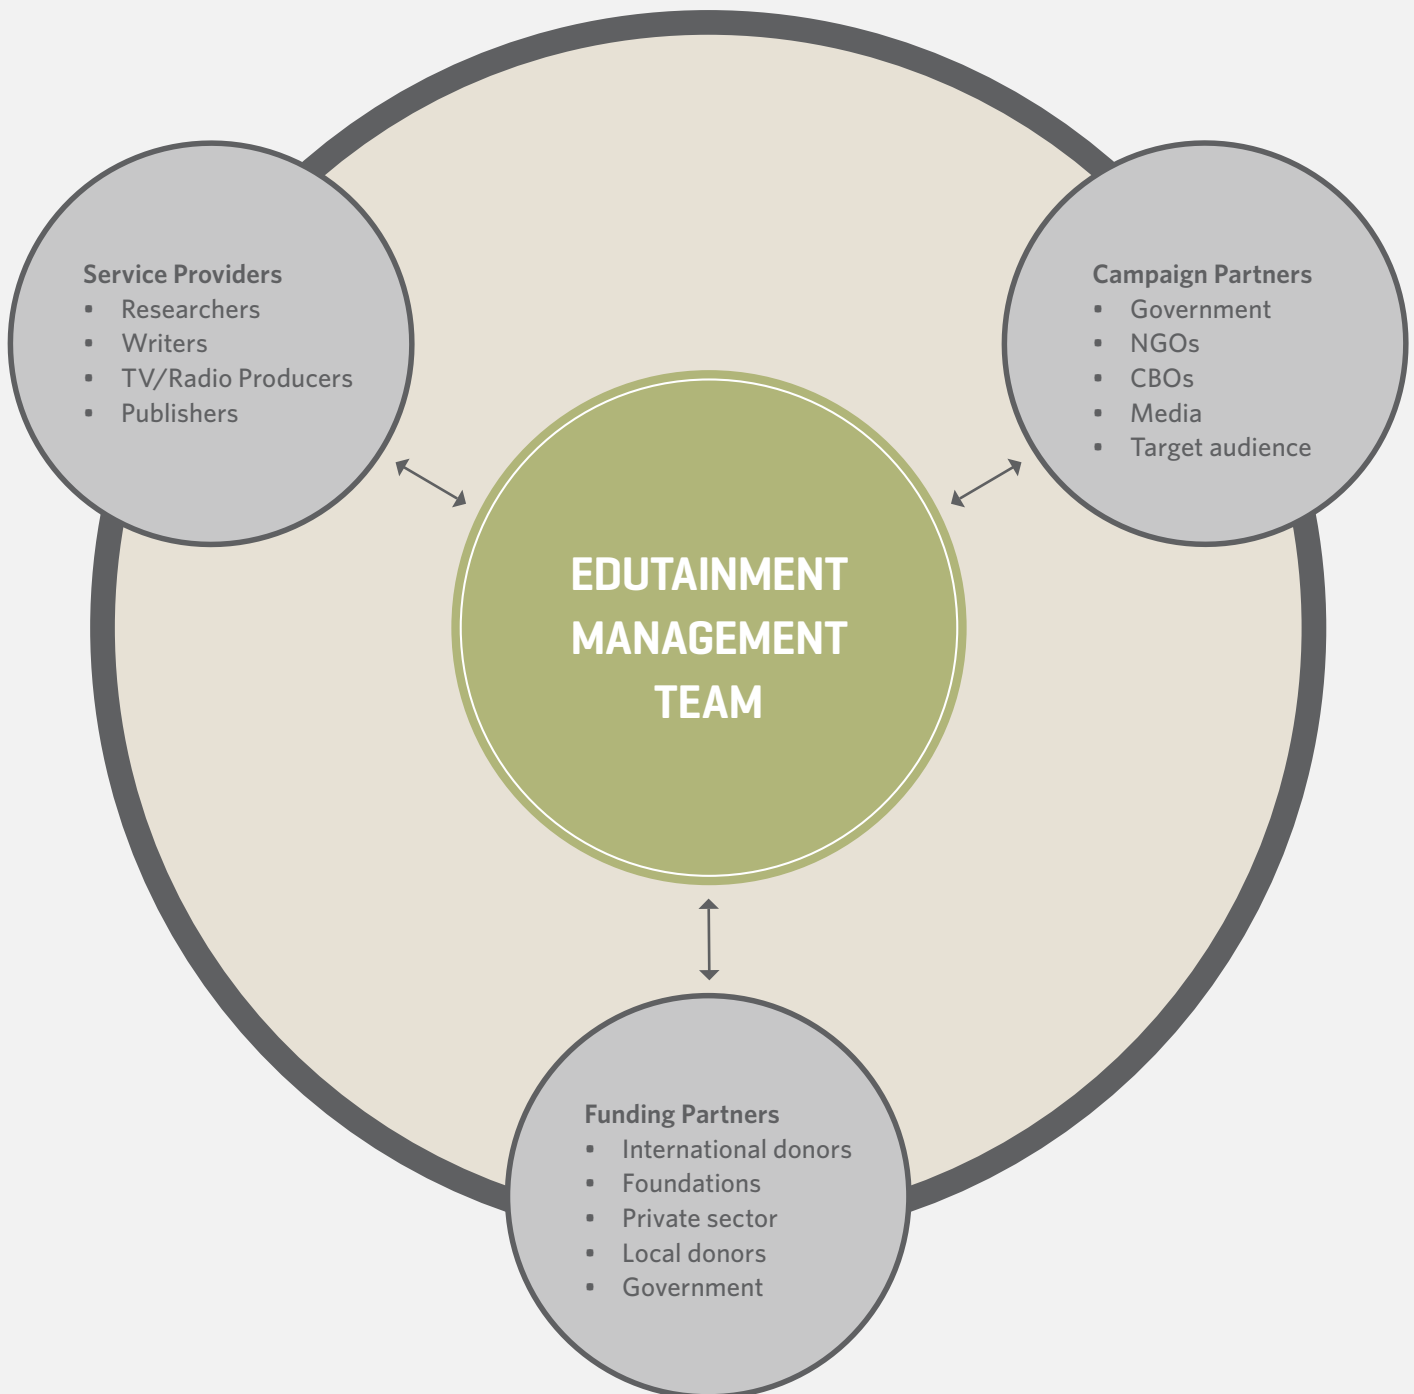 Service Providers
▪ Researchers
▪ Writers
▪ TV/Radio Producers
▪ Publishers
Campaign Partners
▪ Government
▪ NGOs
▪ CBOs
▪ Media
▪ Target audience
EDUTAINMENT
MANAGEMENT
TEAM
Funding Partners
▪ International donors
▪ Foundations
▪ Private sector
▪ Local donors
▪ Government